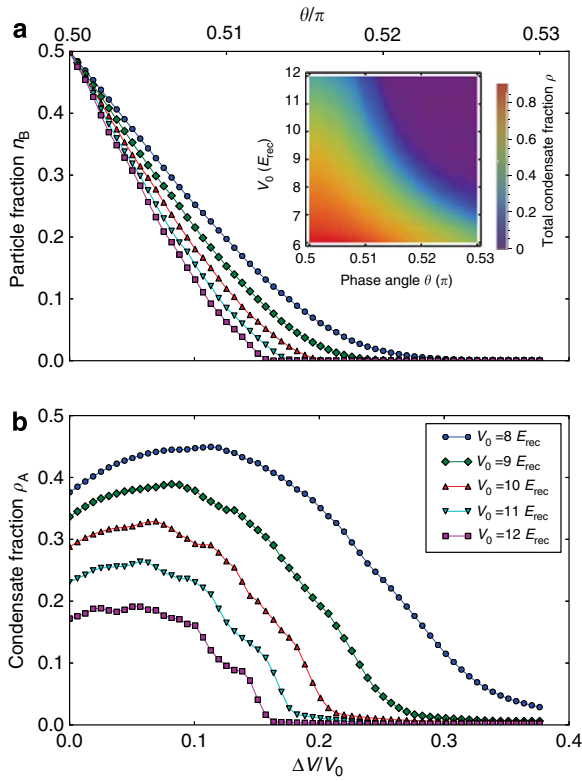 θ/π
a
0.50 0.51 0.52 0.53
0.5
0.4
0.3
0.2
0.1
0.0
Particle fraction n_B
12
11
10
9
8
7
6
V_0 (E_rec)
0.5 0.51 0.52 0.53
Phase angle θ (π)
0.8
0.6
0.4
0.2
0
Total condensate fraction ρ
b
0.5
0.4
0.3
0.2
0.1
0.0
Condensate fraction ρ_A
V_0 =8 E_rec
V_0 =9 E_rec
V_0 =10 E_rec
V_0 =11 E_rec
V_0 =12 E_rec
0.0 0.1 0.2 0.3 0.4
ΔV/V_0